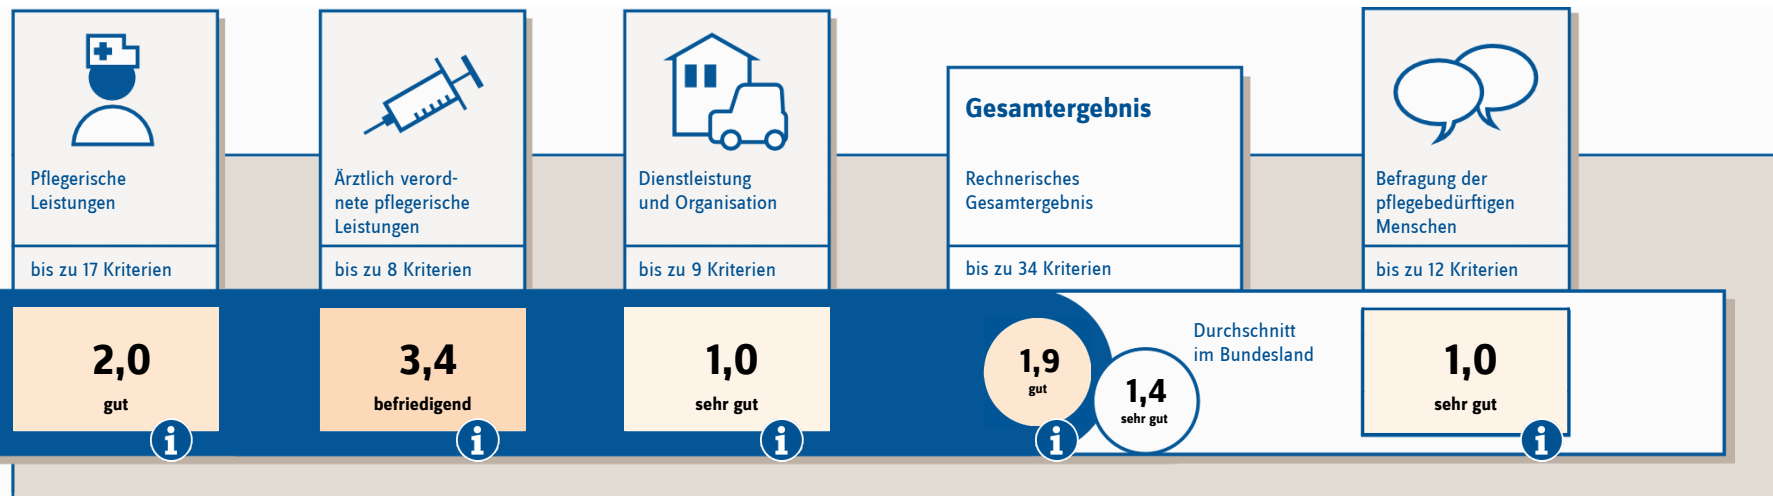 Pflegerische
Leistungen
bis zu 17 Kriterien
2,0
gut
i
Ärztlich verord-
nete pflegerische
Leistungen
bis zu 8 Kriterien
3,4
befriedigend
i
Dienstleistung
und Organisation
bis zu 9 Kriterien
1,0
sehr gut
i
Gesamtergebnis
Rechnerisches
Gesamtergebnis
bis zu 34 Kriterien
1,9
gut
i
1,4
sehr gut
Durchschnitt
im Bundesland
Befragung der
pflegebedürftigen
Menschen
bis zu 12 Kriterien
1,0
sehr gut
i